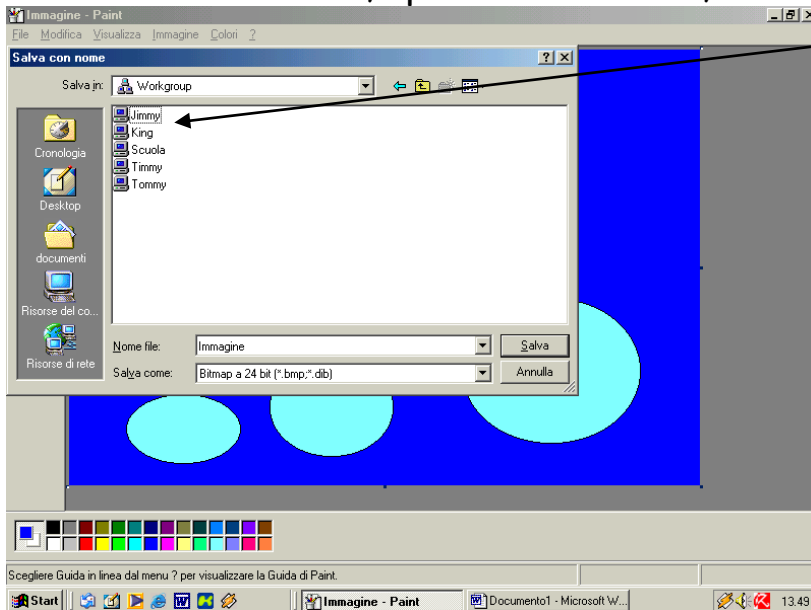 Immagine - Paint
File Modifica Visualizza Immagine Colori ?
Salva con nome
Salva in: Workgroup
Jimmy
King
Scuola
Timmy
Tommy
Cronologia
Desktop
documenti
Risorse del co...
Risorse di rete
Nome file: Immagine Salva
Salva come: Bitmap a 24 bit (*.bmp;*.dib) Annulla
Scegliere Guida in linea dal menu ? per visualizzare la Guida di Paint.
Start Immagine - Paint Documento1 - Microsoft W... 13.49